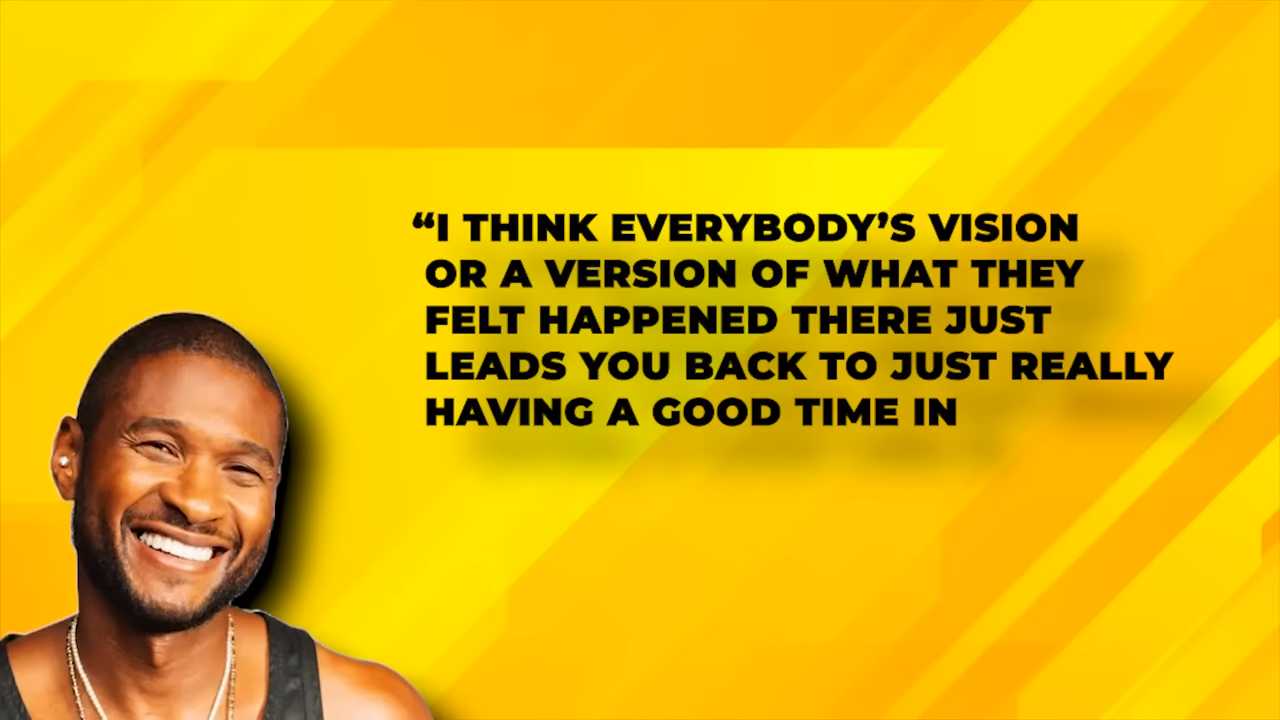 “I THINK EVERYBODY’S VISION
OR A VERSION OF WHAT THEY
FELT HAPPENED THERE JUST
LEADS YOU BACK TO JUST REALLY
HAVING A GOOD TIME IN